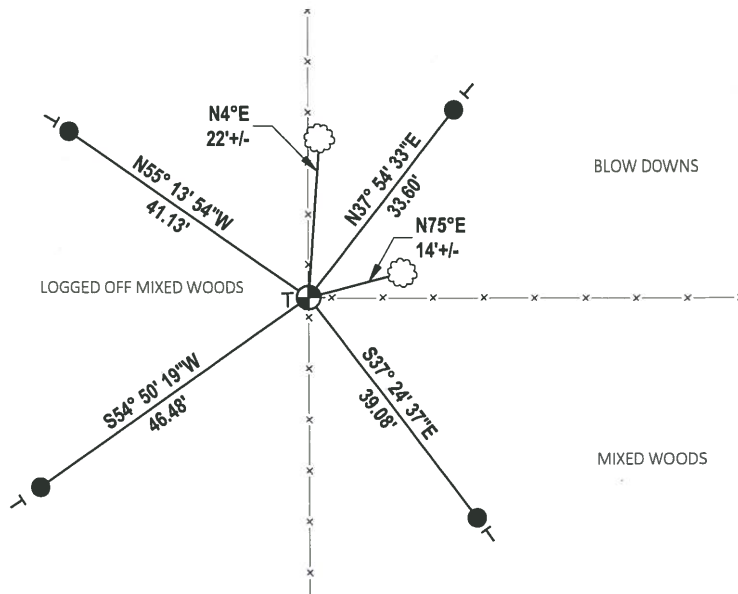 N4°E
22'+/-
N55° 13' 54"W
41.13'
N37° 54' 33"E
33.60'
BLOW DOWNS
N75°E
14'+/-
LOGGED OFF MIXED WOODS
S54° 50' 19"W
46.48'
S37° 24' 37"E
39.08'
MIXED WOODS
T
T
T
T
T